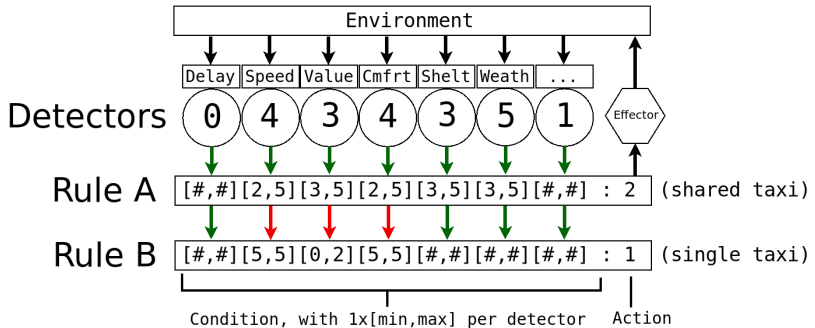 Environment
Delay Speed Value Cmfrt Shelt Weath ...
Detectors 0 4 3 4 3 5 1 Effector
Rule A [#,#][2,5][3,5][2,5][3,5][3,5][#,#] : 2 (shared taxi)
Rule B [#,#][5,5][0,2][5,5][#,#][#,#][#,#] : 1 (single taxi)
Condition, with 1x[min,max] per detector Action